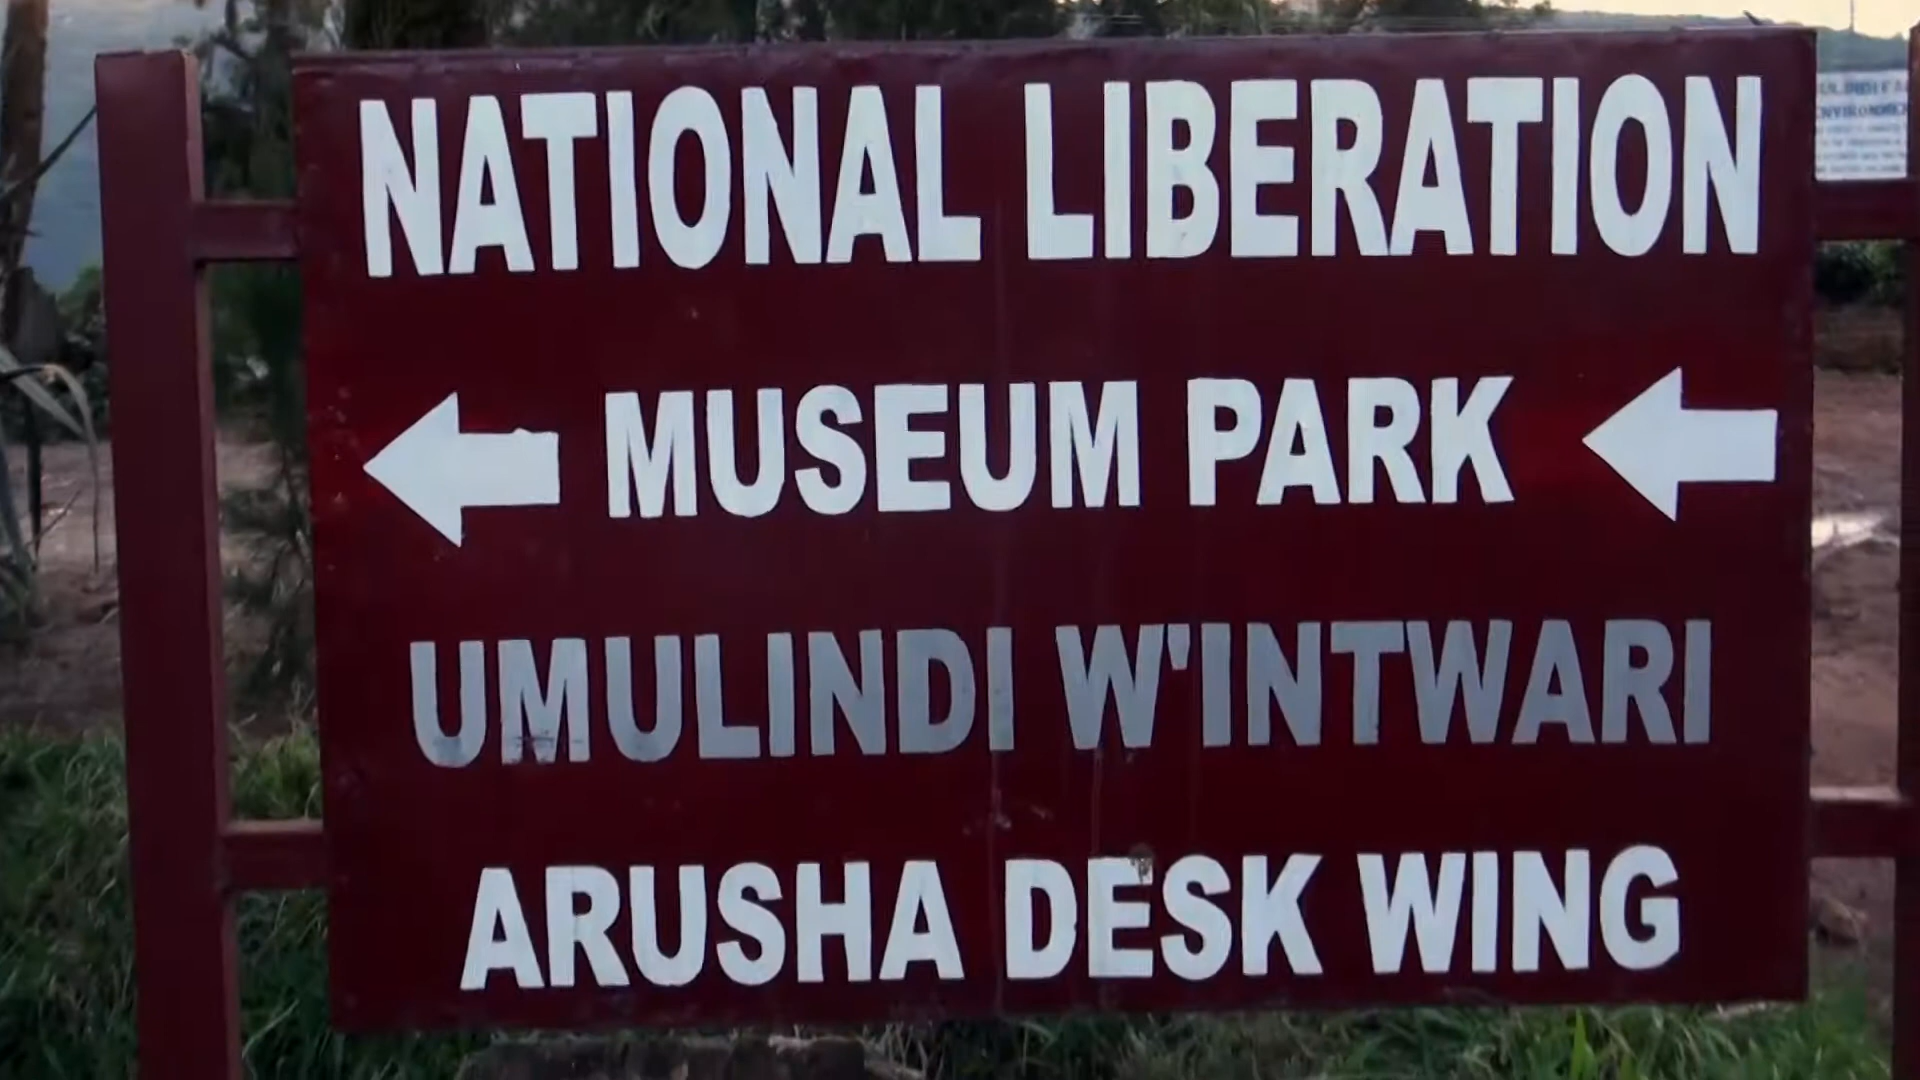 NATIONAL LIBERATION
MUSEUM PARK
UMULINDI W'INTWARI
ARUSHA DESK WING